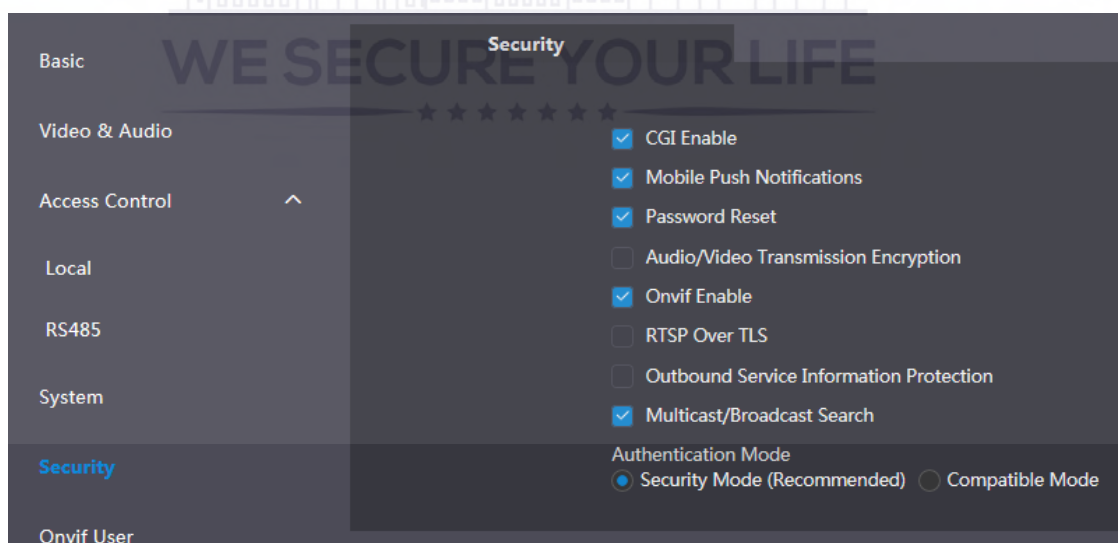 WE SECURE YOUR LIFE
Security
Basic
Video & Audio
Access Control
Local
RS485
System
Security
Onvif User
CGI Enable
Mobile Push Notifications
Password Reset
Audio/Video Transmission Encryption
Onvif Enable
RTSP Over TLS
Outbound Service Information Protection
Multicast/Broadcast Search
Authentication Mode
Security Mode (Recommended) Compatible Mode